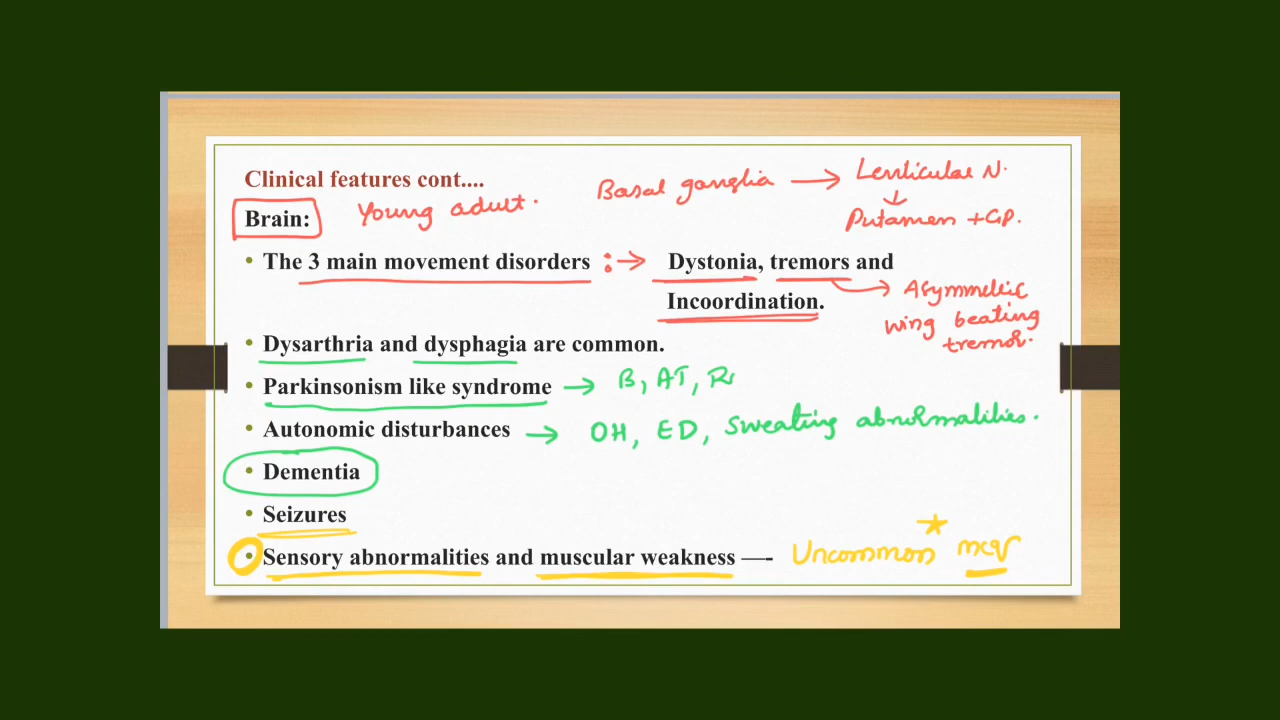 Clinical features cont....
Basal ganglia → Lenticular N.
↓
Putamen + GP.
Brain: Young adult.
• The 3 main movement disorders :→ Dystonia, tremors and
Incoordination.
→ Asymmetric
wing beating
tremor.
• Dysarthria and dysphagia are common.
• Parkinsonism like syndrome → B, AT, R
• Autonomic disturbances → OH, ED, Sweating abnormalities.
• Dementia
• Seizures
• Sensory abnormalities and muscular weakness —- Uncommon ★ mcq